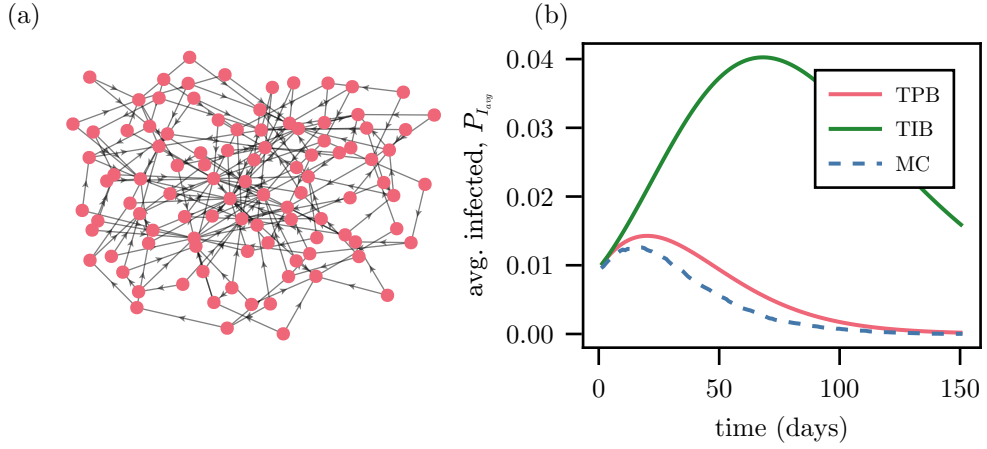 (a)
(b)
avg. infected, P_{I_{avg}}
0.04
0.03
0.02
0.01
0.00
0
50
100
150
time (days)
TPB
TIB
MC